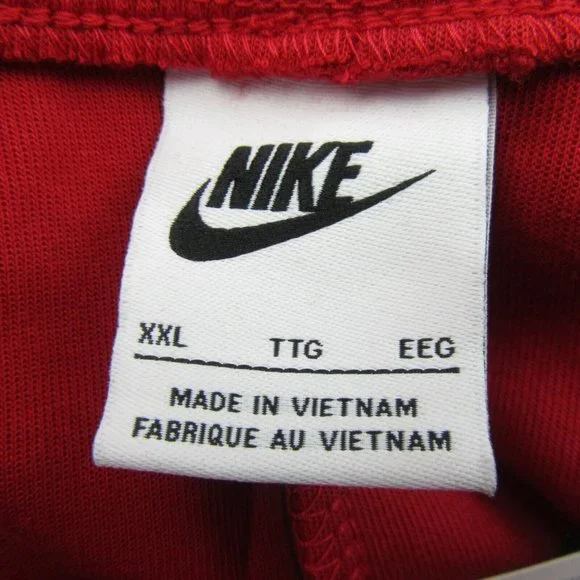 NIKE
XXL TTG EEG
MADE IN VIETNAM
FABRIQUE AU VIETNAM